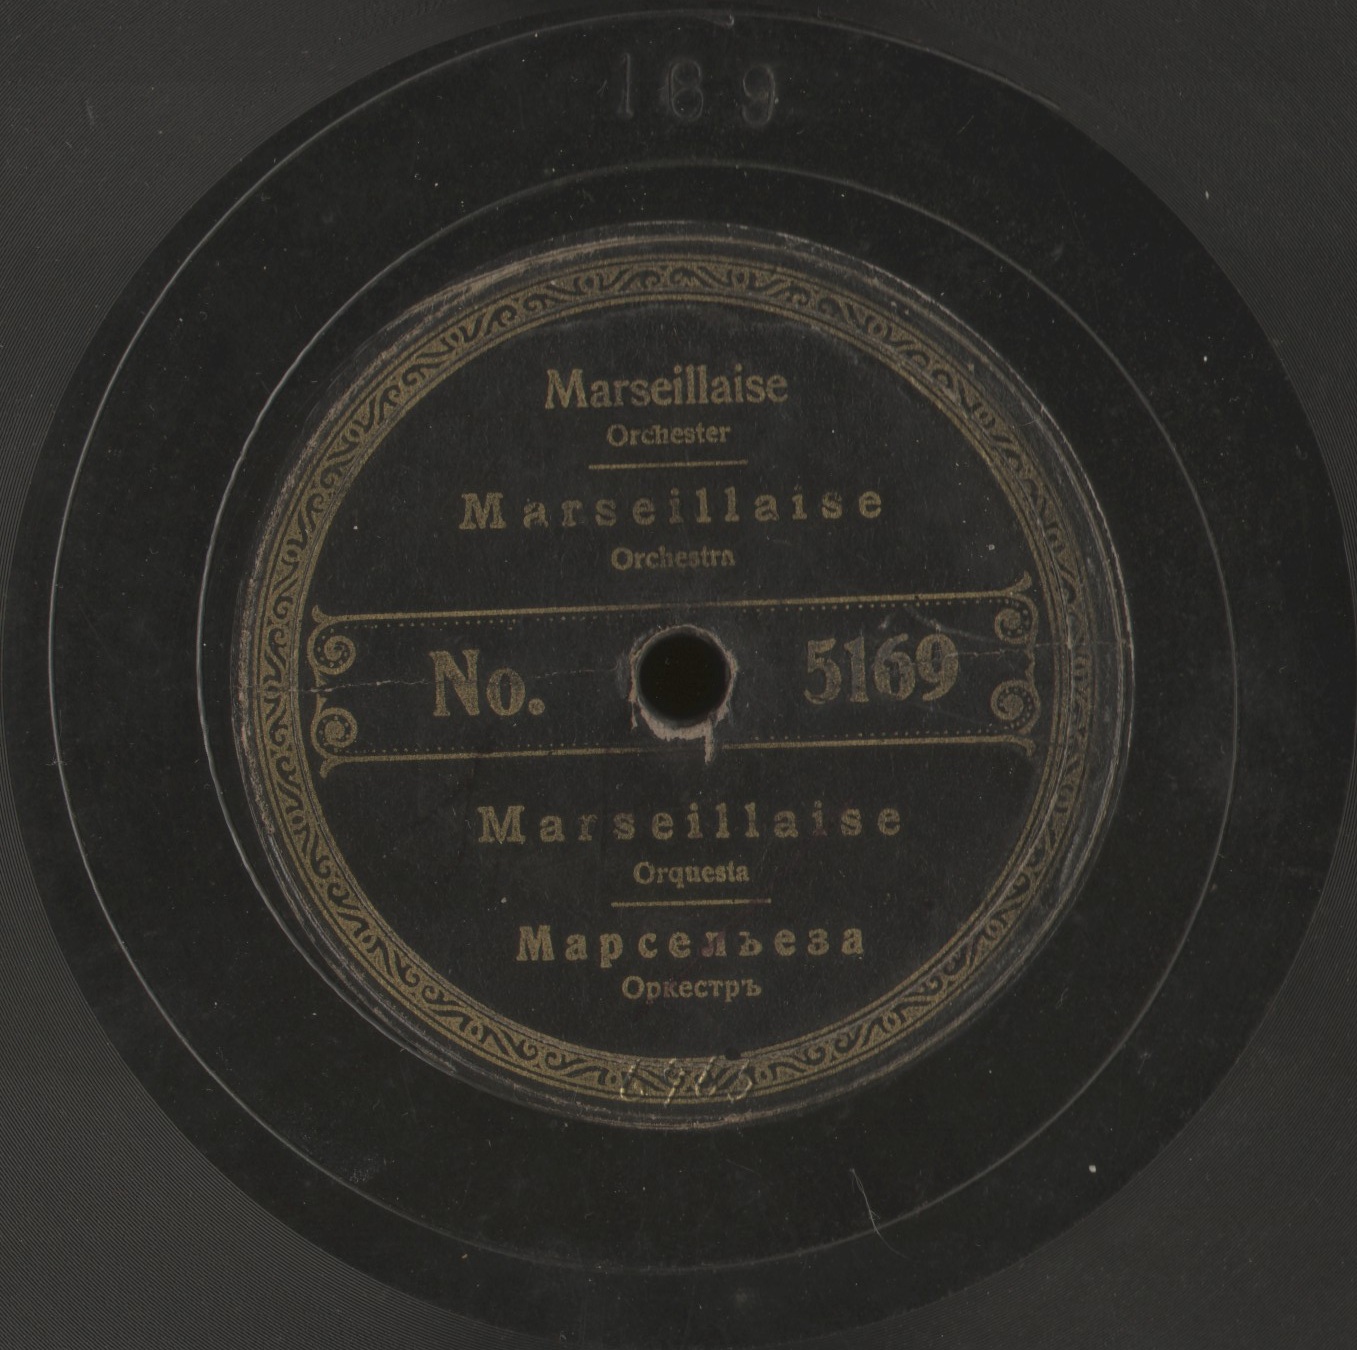 169
Marseillaise
Orchester
Marseillaise
Orchestra
No. 5169
Marseillaise
Orquesta
Марсельеза
Оркестръ